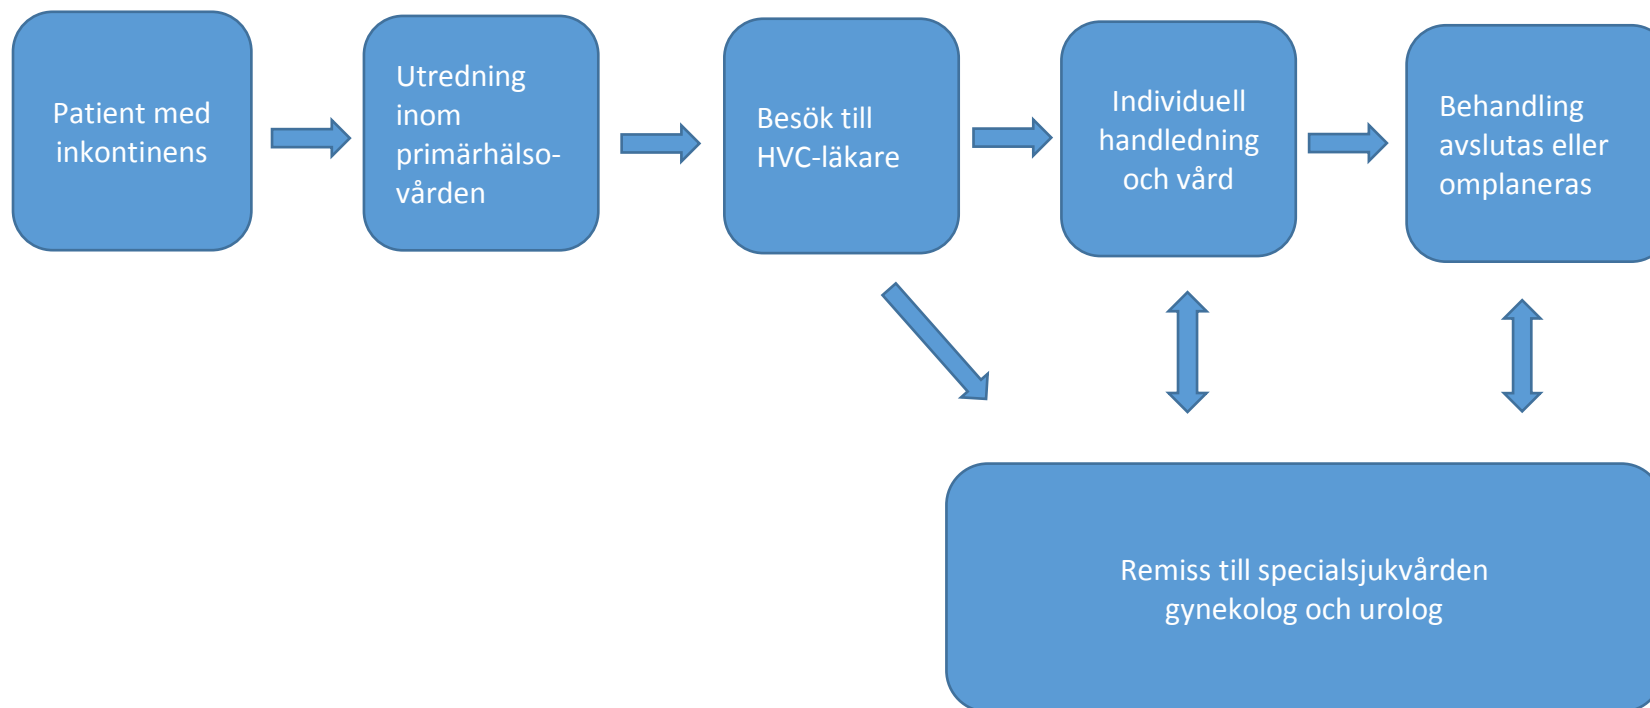 Patient med
inkontinens
Utredning
inom
primärhälso-
vården
Besök till
HVC-läkare
Individuell
handledning
och vård
Behandling
avslutas eller
omplaneras
Remiss till specialsjukvården
gynekolog och urolog